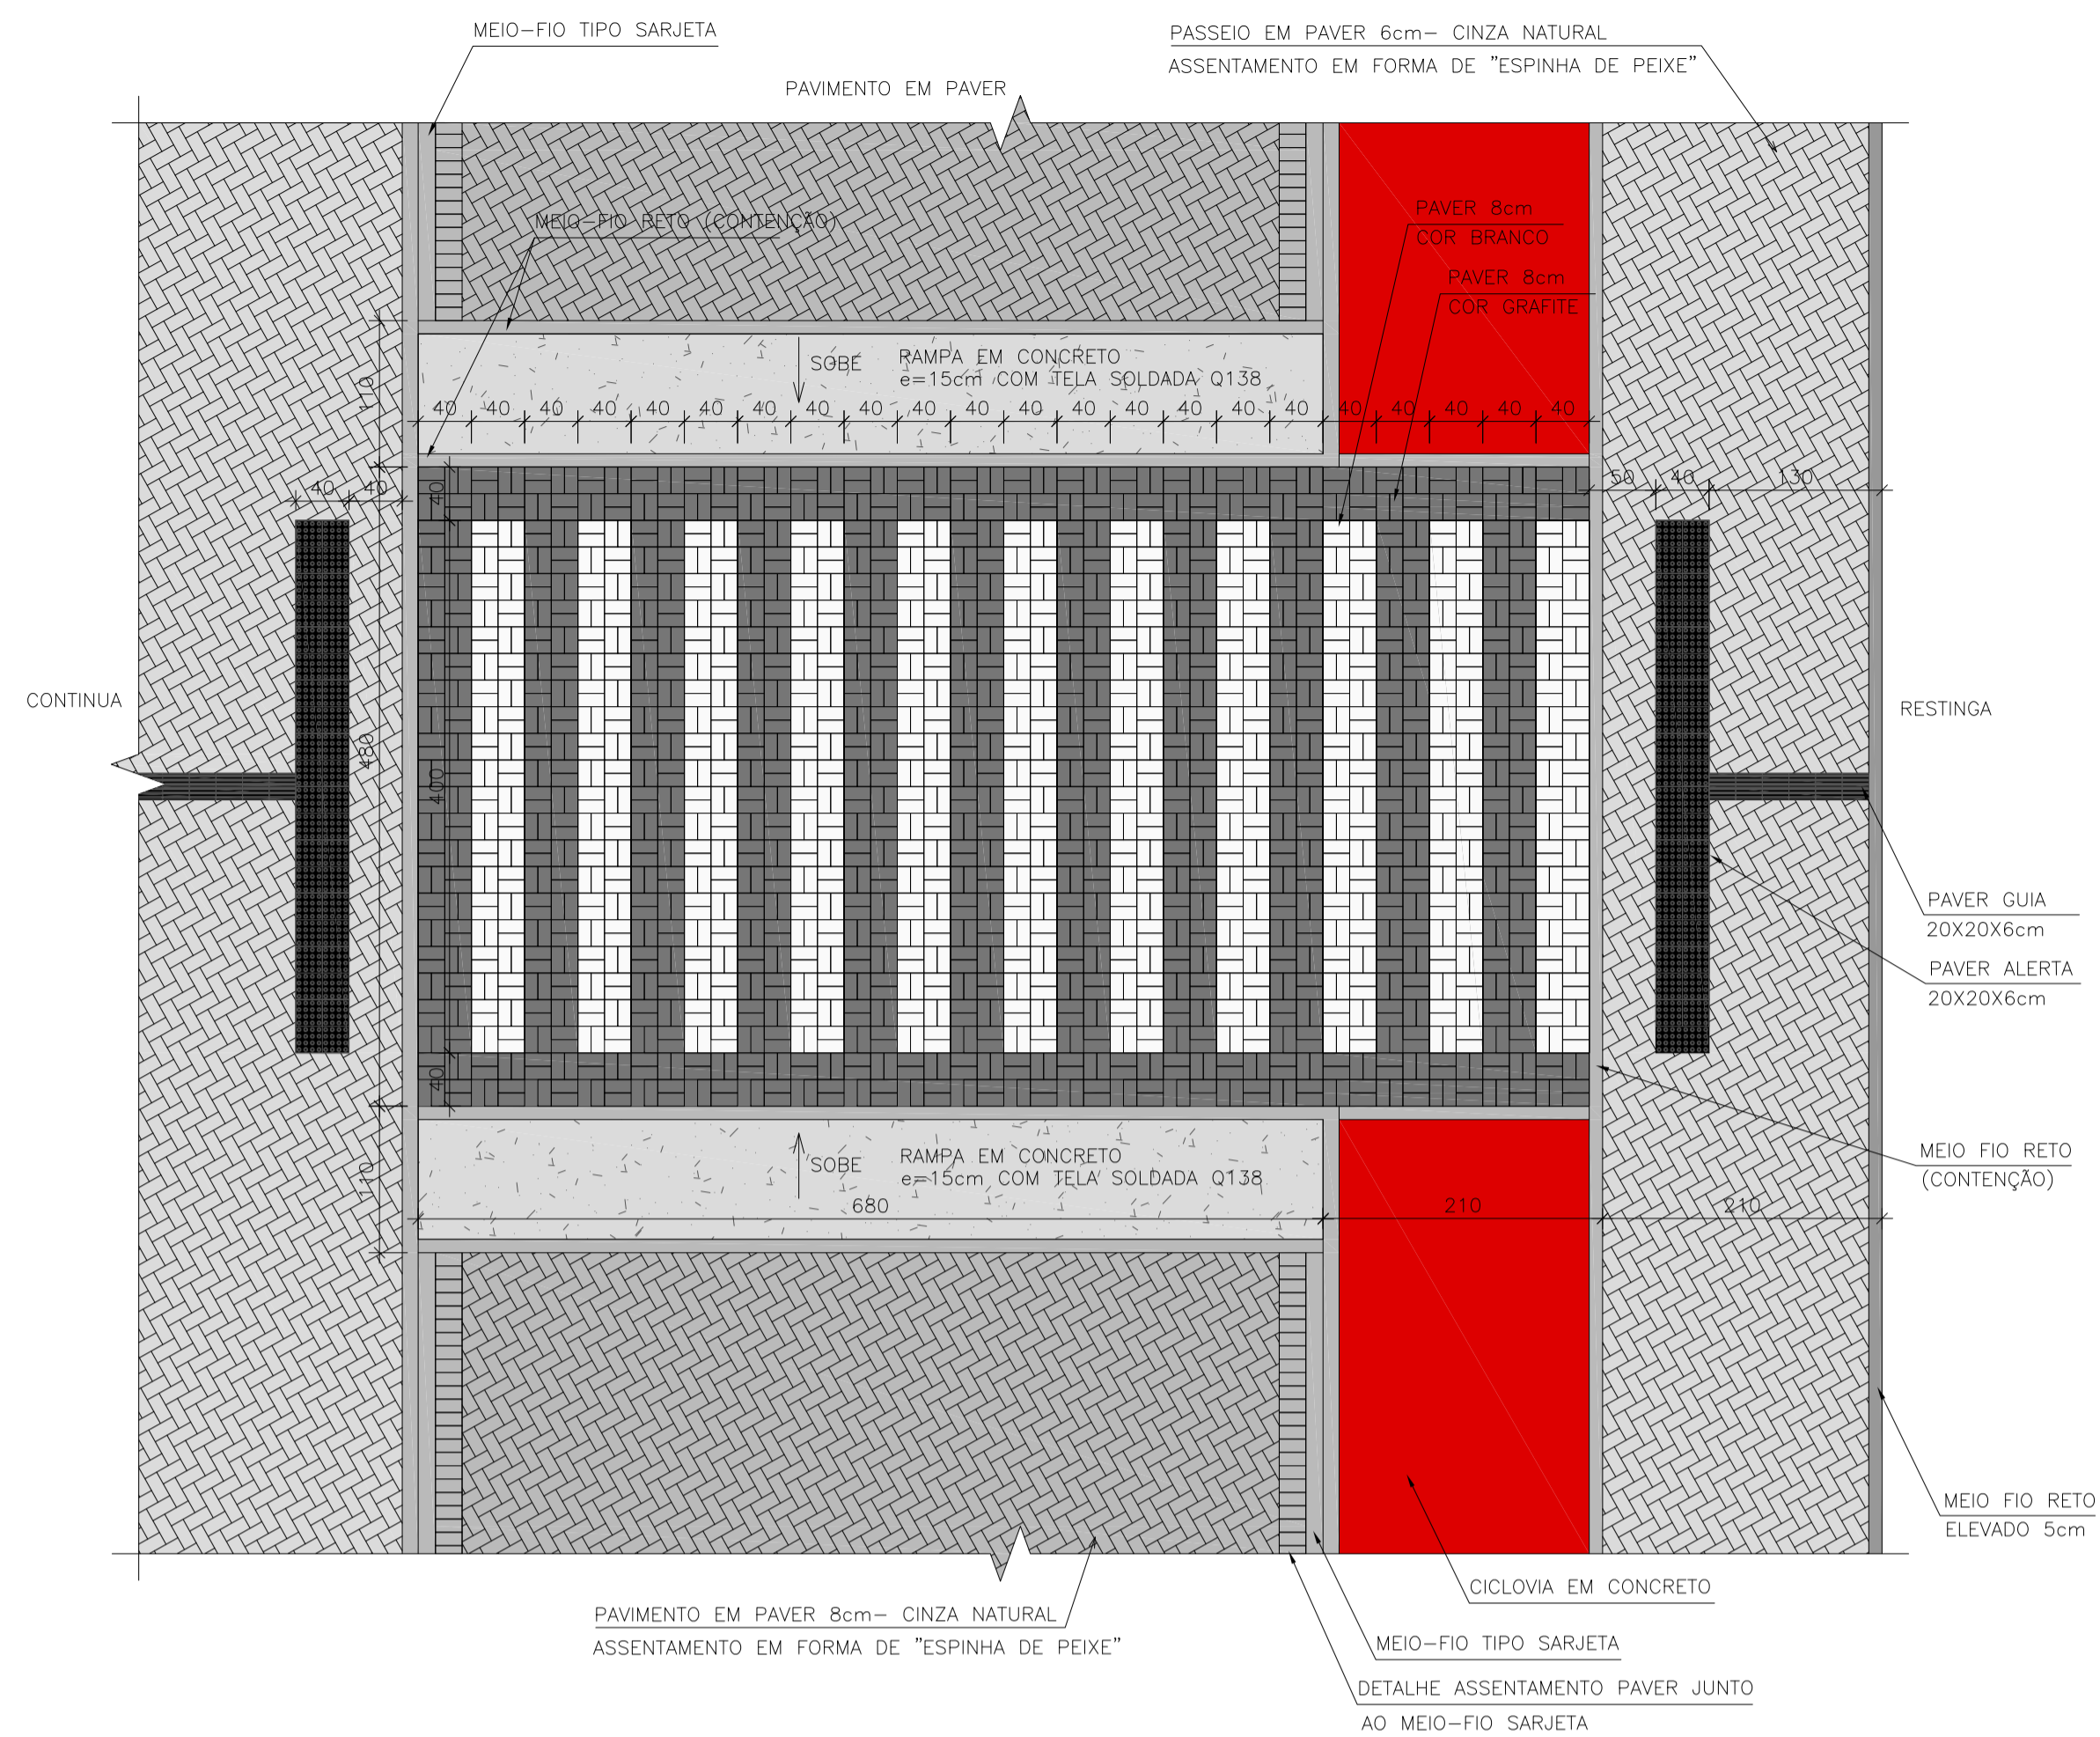 MEIO-FIO TIPO SARJETA
PASSEIO EM PAVER 6cm- CINZA NATURAL
ASSENTAMENTO EM FORMA DE "ESPINHA DE PEIXE"
PAVIMENTO EM PAVER
MEIO-FIO RETO (CONTENÇÃO)
PAVER 8cm
COR BRANCO
PAVER 8cm
COR GRAFITE
SOBE
RAMPA EM CONCRETO
e=15cm COM TELA SOLDADA Q138
110
40 40 40 40 40 40 40 40 40 40 40 40 40 40 40 40 40 40 40 40 40 40
40 40
40
50 40 130
CONTINUA
RESTINGA
480
400
PAVER GUIA
20X20X6cm
PAVER ALERTA
20X20X6cm
40
110
SOBE
RAMPA EM CONCRETO
e=15cm COM TELA SOLDADA Q138
MEIO FIO RETO
(CONTENÇÃO)
680
210
210
MEIO FIO RETO
ELEVADO 5cm
CICLOVIA EM CONCRETO
PAVIMENTO EM PAVER 8cm- CINZA NATURAL
ASSENTAMENTO EM FORMA DE "ESPINHA DE PEIXE"
MEIO-FIO TIPO SARJETA
DETALHE ASSENTAMENTO PAVER JUNTO
AO MEIO-FIO SARJETA